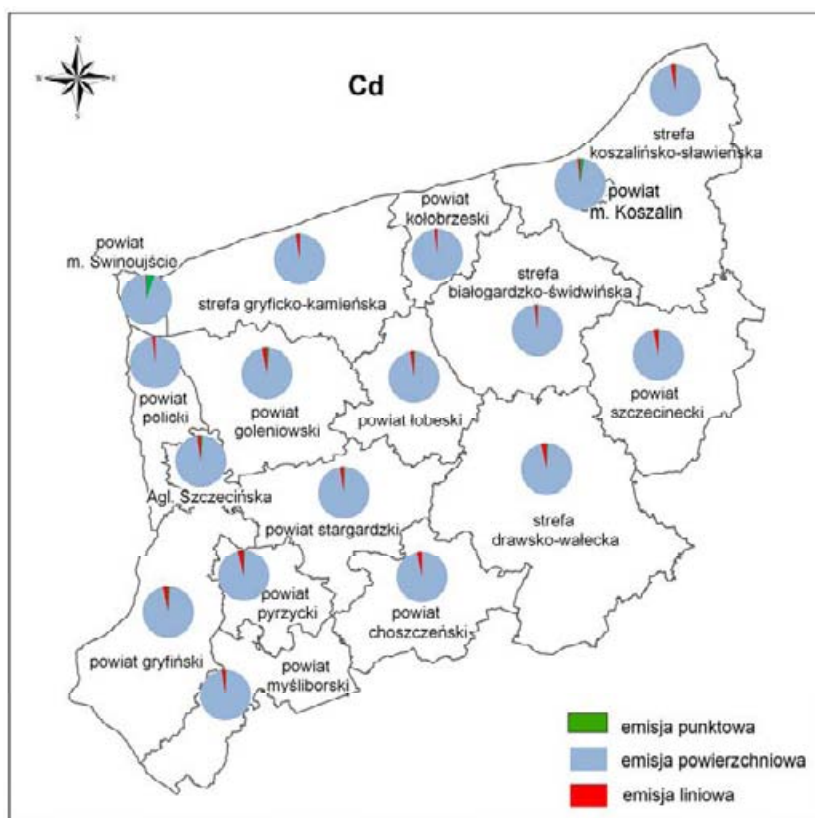 N
W E
S
Cd
strefa
koszalińsko-sławieńska
powiat
m. Koszalin
powiat
kołobrzeski
powiat
m. Świnoujście
strefa
białogardzko-świdwińska
strefa gryficko-kamieńska
powiat
policki
powiat
goleniowski
powiat łobeski
powiat
szczecinecki
Agl. Szczecińska
powiat stargardzki
strefa
drawsko-wałecka
powiat
pyrzycki
powiat
choszczeński
powiat gryfiński
powiat
myśliborski
emisja punktowa
emisja powierzchniowa
emisja liniowa